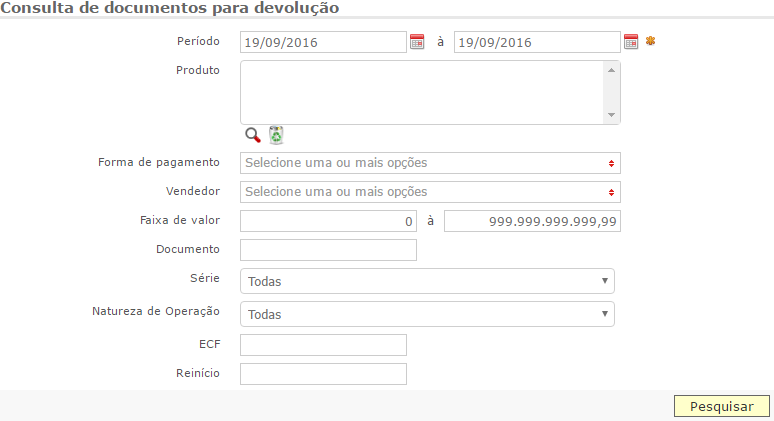 Consulta de documentos para devolução
Período 19/09/2016 à 19/09/2016
Produto
Forma de pagamento Selecione uma ou mais opções
Vendedor Selecione uma ou mais opções
Faixa de valor 0 à 999.999.999.999,99
Documento
Série Todas
Natureza de Operação Todas
ECF
Reinício
Pesquisar